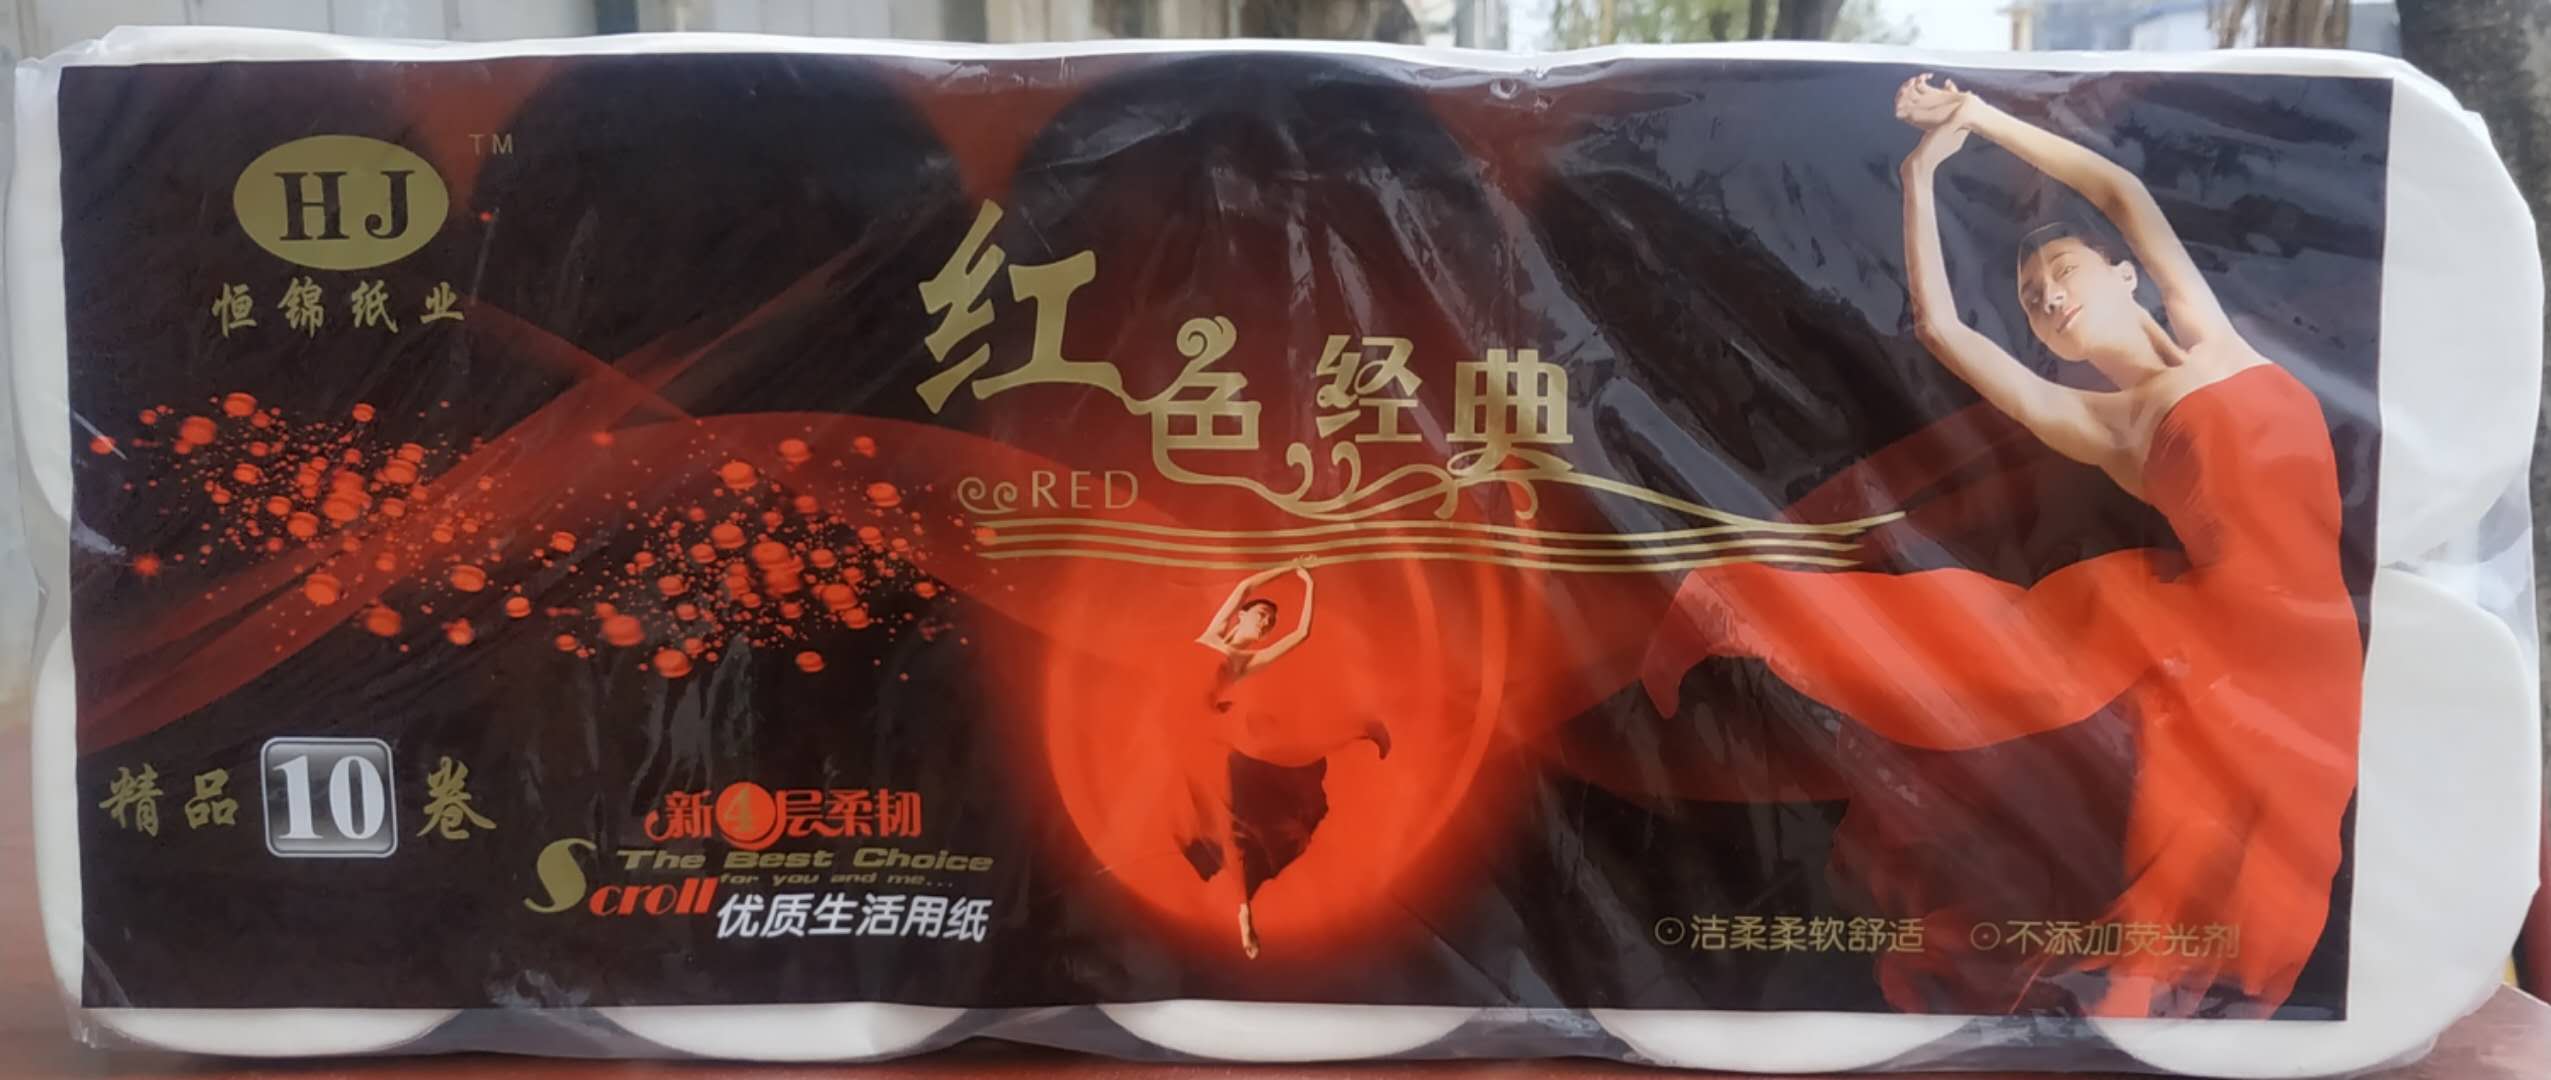 HJ TM
恒锦纸业
红色经典
RED
精品10卷
新4层柔韧
The Best Choice
for you and me...
Scroll
优质生活用纸
⊙洁柔柔软舒适 ⊙不添加荧光剂